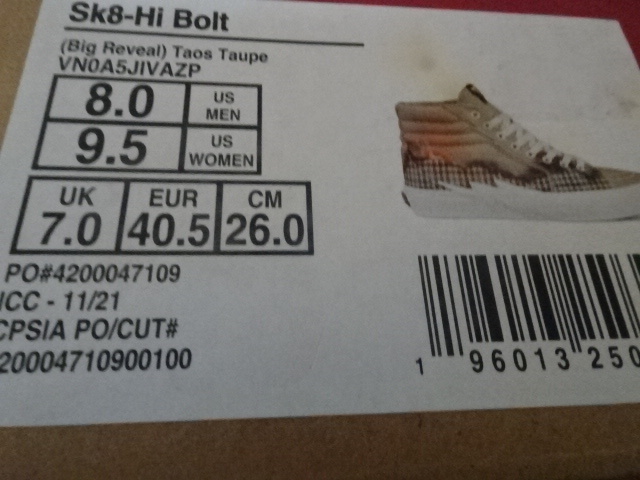 Sk8-Hi Bolt
(Big Reveal) Taos Taupe
VN0A5JIVAZP
8.0 US MEN
9.5 US WOMEN
UK EUR CM
7.0 40.5 26.0
PO#4200047109
ICC - 11/21
CPSIA PO/CUT#
20004710900100
1 96013 250